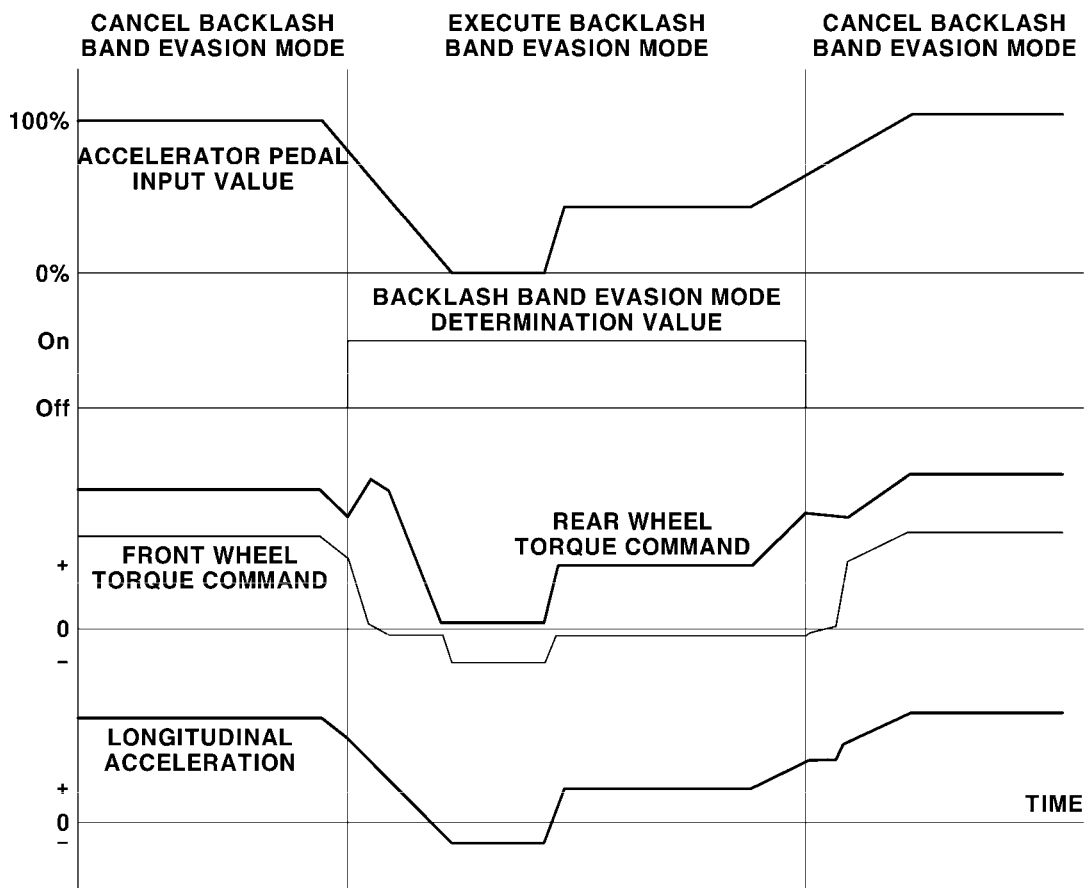 CANCEL BACKLASH
BAND EVASION MODE
EXECUTE BACKLASH
BAND EVASION MODE
CANCEL BACKLASH
BAND EVASION MODE
100%
ACCELERATOR PEDAL
INPUT VALUE
0%
BACKLASH BAND EVASION MODE
DETERMINATION VALUE
On
Off
REAR WHEEL
TORQUE COMMAND
FRONT WHEEL
TORQUE COMMAND
+
0
−
LONGITUDINAL
ACCELERATION
+
TIME
0
−